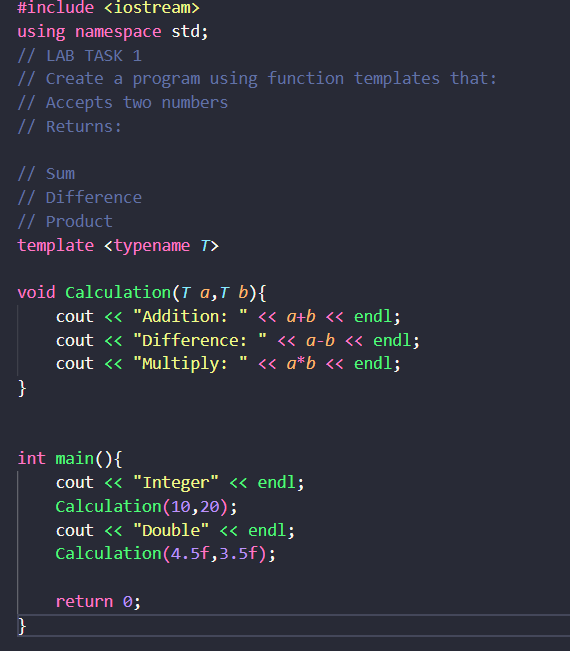 #include <iostream>
using namespace std;
// LAB TASK 1
// Create a program using function templates that:
// Accepts two numbers
// Returns:

// Sum
// Difference
// Product
template <typename T>

void Calculation(T a,T b){
    cout << "Addition: " << a+b << endl;
    cout << "Difference: " << a-b << endl;
    cout << "Multiply: " << a*b << endl;
}


int main(){
    cout << "Integer" << endl;
    Calculation(10,20);
    cout << "Double" << endl;
    Calculation(4.5f,3.5f);

    return 0;
}